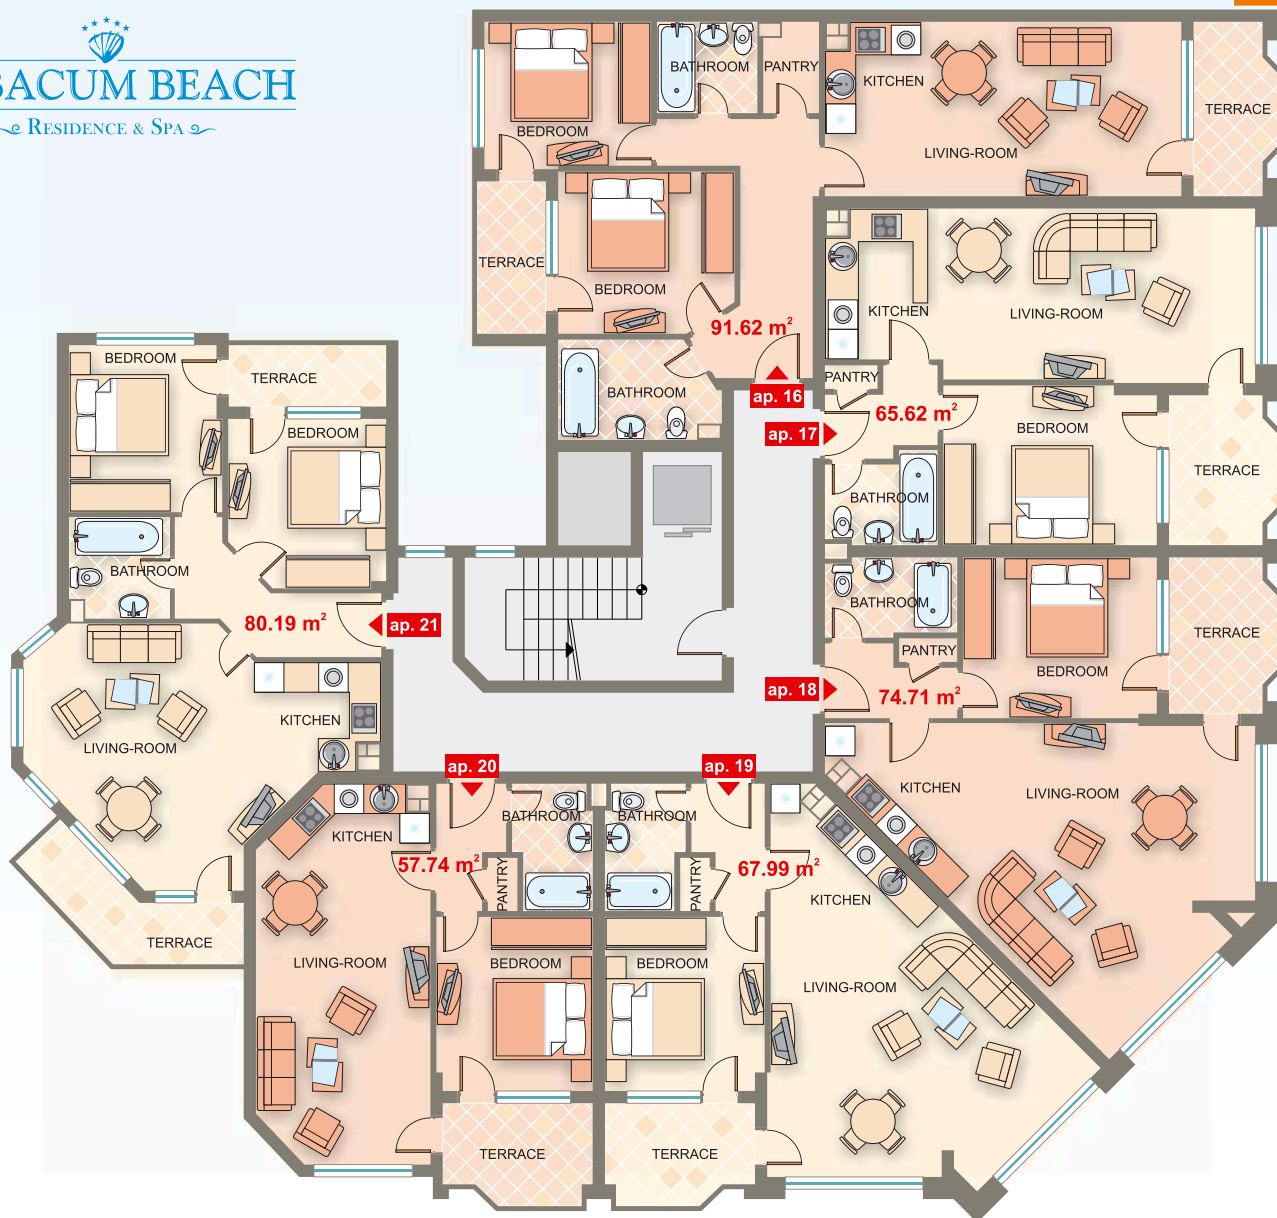 BACUM BEACH
RESIDENCE & SPA
BEDROOM
BATHROOM
PANTRY
KITCHEN
LIVING-ROOM
TERRACE
TERRACE
BEDROOM
91.62 m²
BATHROOM
ap. 16
KITCHEN
LIVING-ROOM
PANTRY
ap. 17
65.62 m²
BEDROOM
TERRACE
BATHROOM
BEDROOM
TERRACE
BEDROOM
BATHROOM
80.19 m²
ap. 21
KITCHEN
LIVING-ROOM
TERRACE
BATHROOM
PANTRY
BEDROOM
TERRACE
ap. 18
74.71 m²
KITCHEN
LIVING-ROOM
ap. 20
ap. 19
KITCHEN
57.74 m²
BATHROOM
PANTRY
LIVING-ROOM
BEDROOM
TERRACE
BATHROOM
PANTRY
67.99 m²
KITCHEN
BEDROOM
LIVING-ROOM
TERRACE